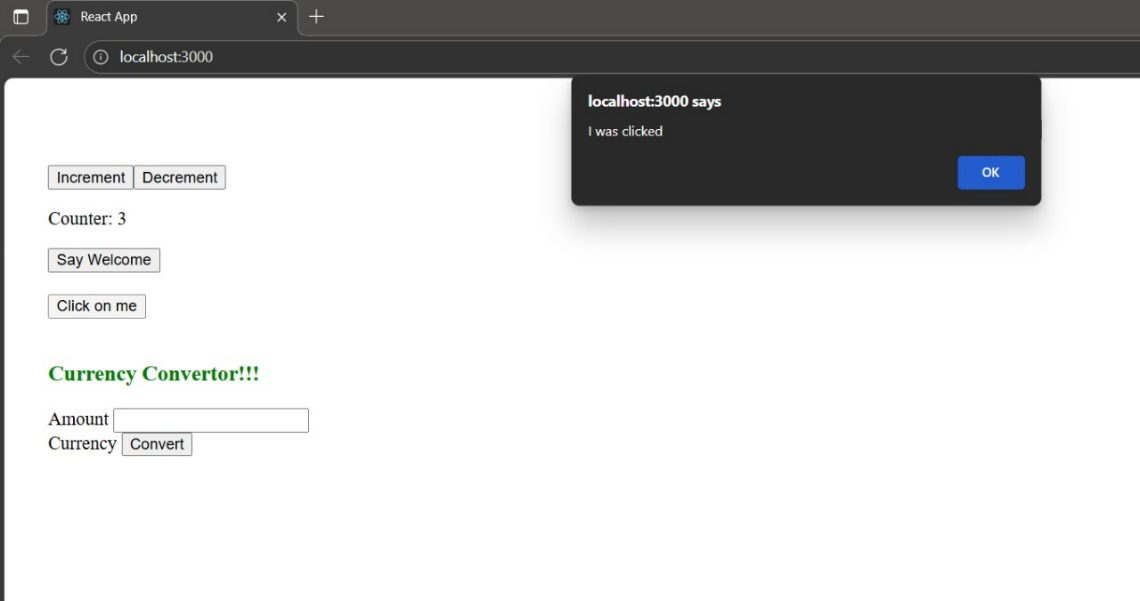 React App
localhost:3000
localhost:3000 says
I was clicked
OK
Increment Decrement
Counter: 3
Say Welcome
Click on me
Currency Convertor!!!
Amount
Currency Convert